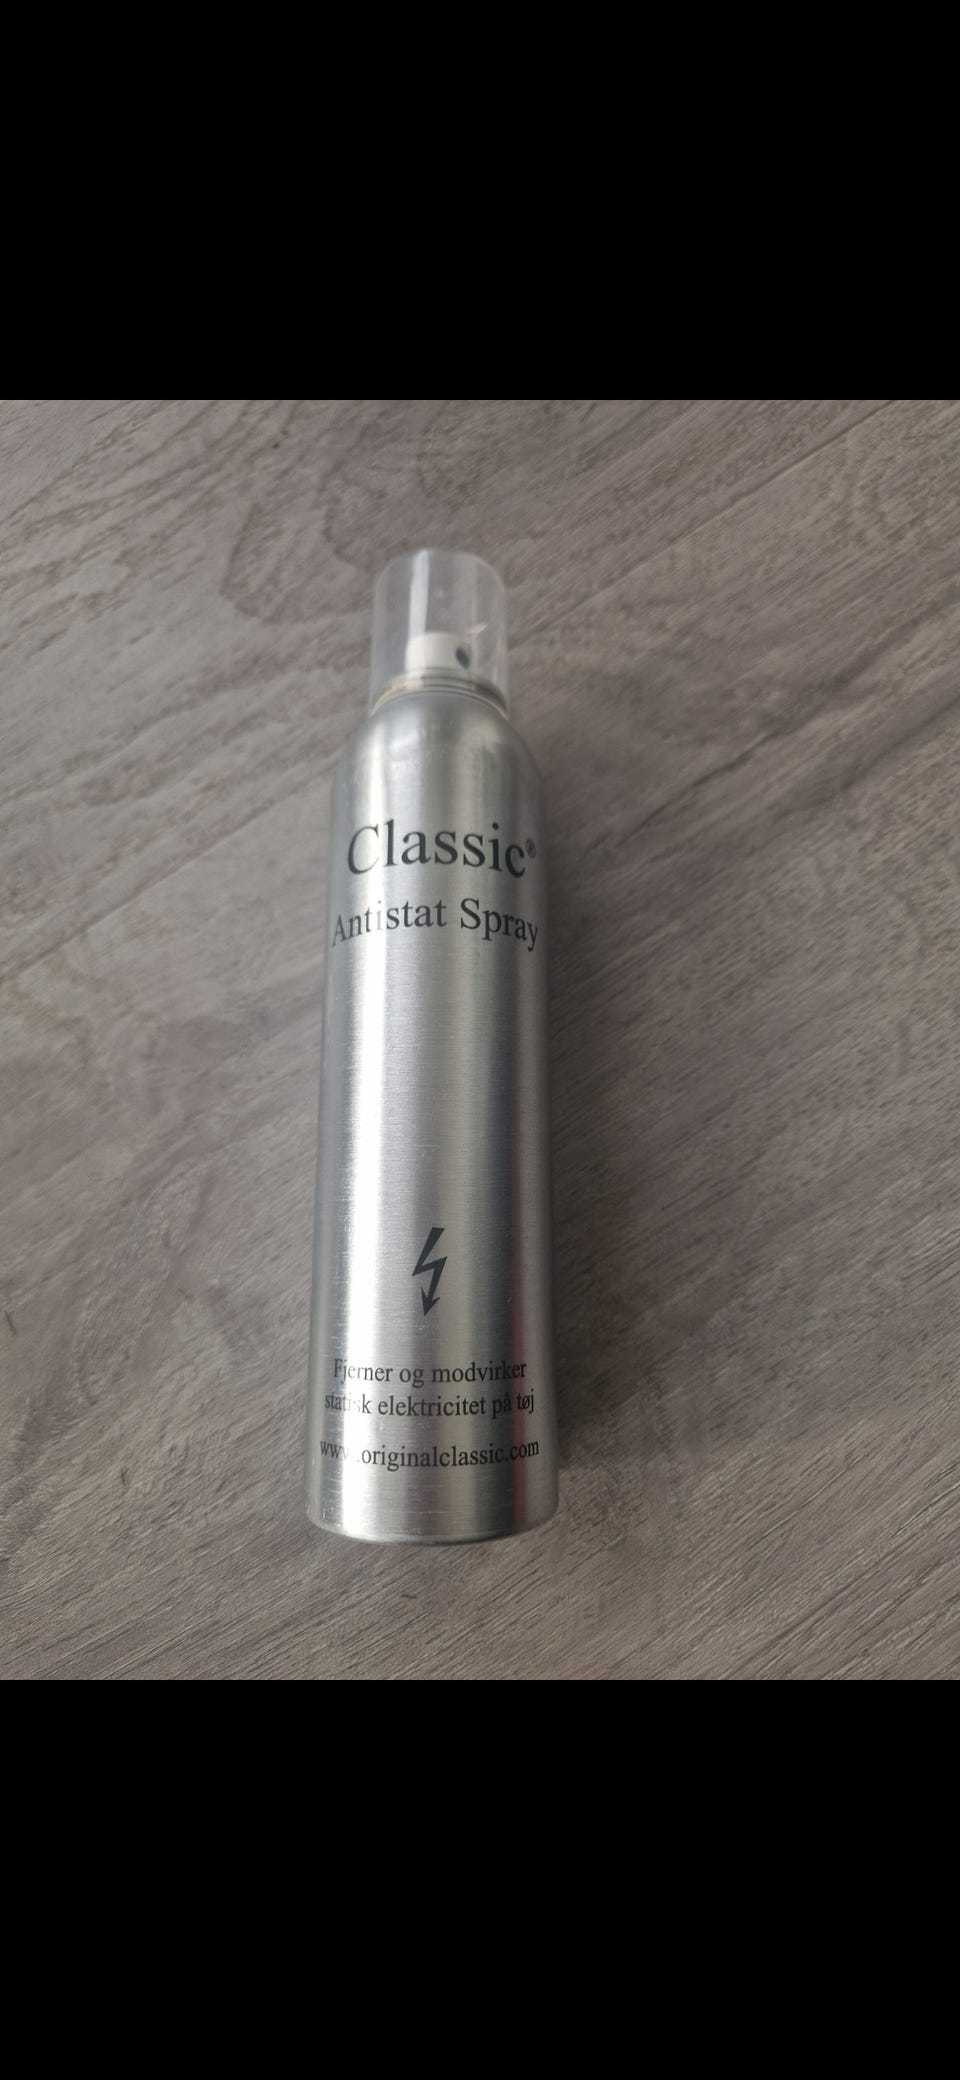 Classic®
Antistat Spray
Fjerner og modvirker
statisk elektricitet på tøj
www.originalclassic.com